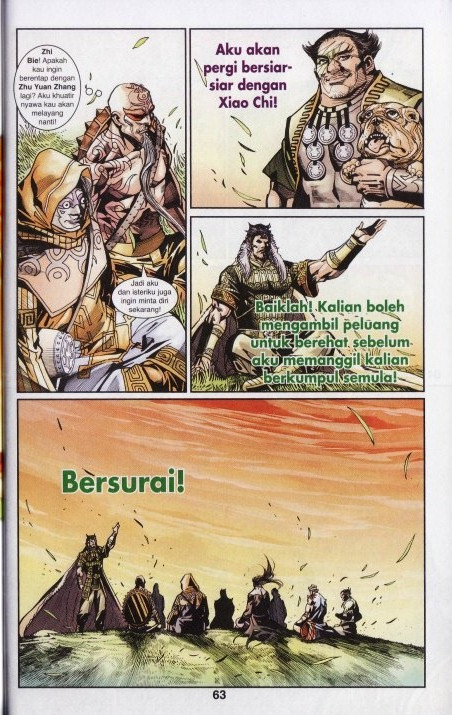 Zhi
Bie! Apakah
kau ingin
berentap dengan
Zhu Yuan Zhang
lagi? Aku khuatir
nyawa kau akan
melayang
nanti!
Jadi aku
dan isteriku juga
ingin minta diri
sekarang!
Aku akan
pergi bersiar-
siar dengan
Xiao Chi!
Baiklah! Kalian boleh
mengambil peluang
untuk berehat sebelum
aku memanggil kalian
berkumpul semula!
Bersurai!
63